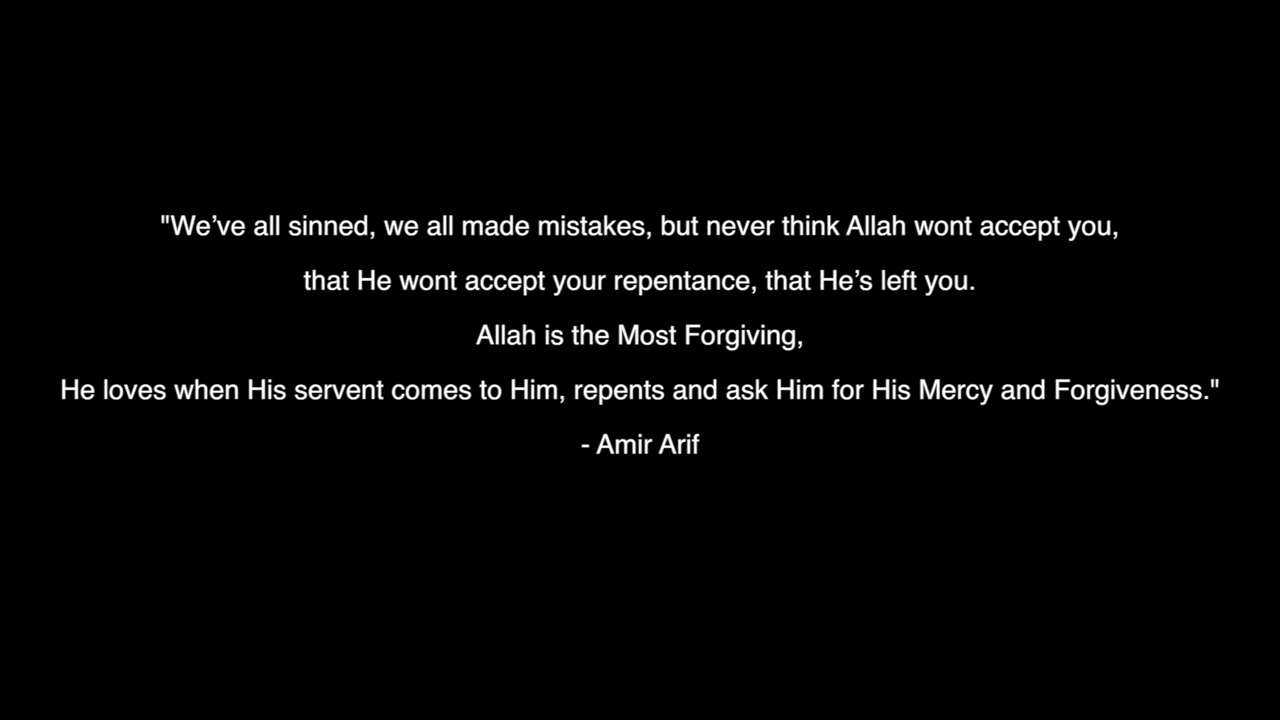 "We’ve all sinned, we all made mistakes, but never think Allah wont accept you,
that He wont accept your repentance, that He’s left you.
Allah is the Most Forgiving,
He loves when His servent comes to Him, repents and ask Him for His Mercy and Forgiveness."
- Amir Arif